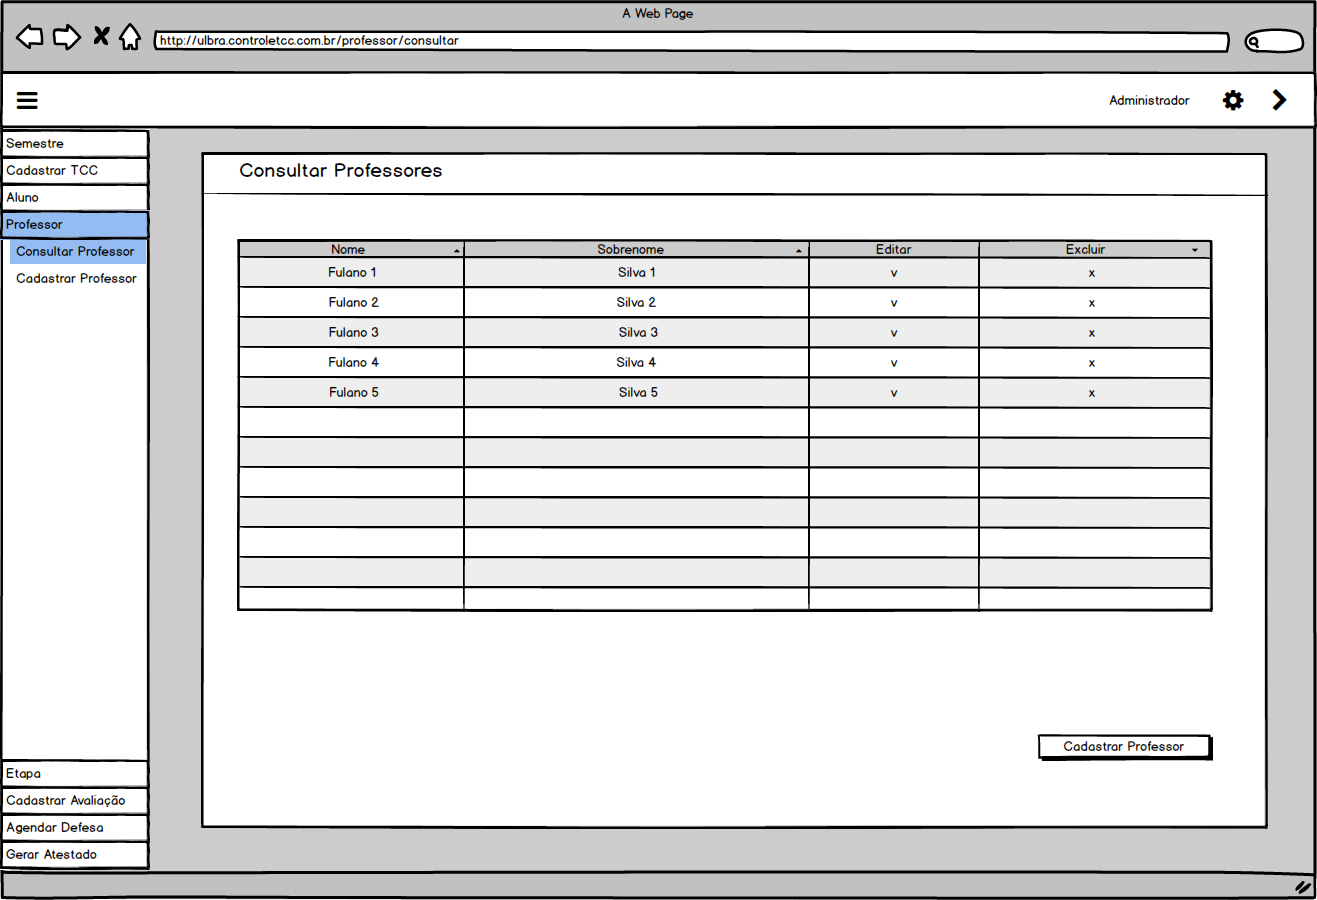 A Web Page
http://ulbra.controletcc.com.br/professor/consultar
Administrador
Semestre
Cadastrar TCC
Aluno
Professor
Consultar Professor
Cadastrar Professor
Etapa
Cadastrar Avaliação
Agendar Defesa
Gerar Atestado
Consultar Professores
Nome Sobrenome Editar Excluir
Fulano 1 Silva 1 v x
Fulano 2 Silva 2 v x
Fulano 3 Silva 3 v x
Fulano 4 Silva 4 v x
Fulano 5 Silva 5 v x
Cadastrar Professor